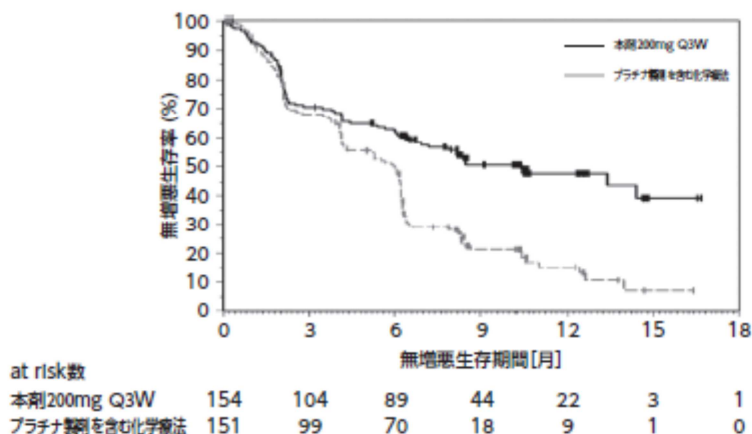 本剤200mg Q3W
プラチナ製剤を含む化学療法
無増悪生存率 (%)
100
90
80
70
60
50
40
30
20
10
0
0 3 6 9 12 15 18
無増悪生存期間[月]
at risk数
本剤200mg Q3W 154 104 89 44 22 3 1
プラチナ製剤を含む化学療法 151 99 70 18 9 1 0